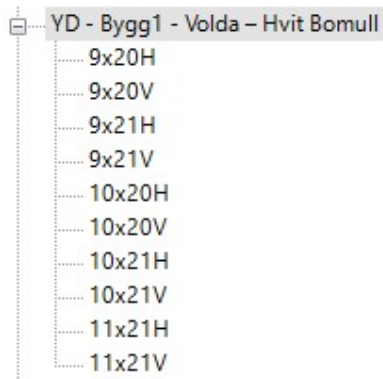 YD - Bygg1 - Volda – Hvit Bomull
9x20H
9x20V
9x21H
9x21V
10x20H
10x20V
10x21H
10x21V
11x21H
11x21V